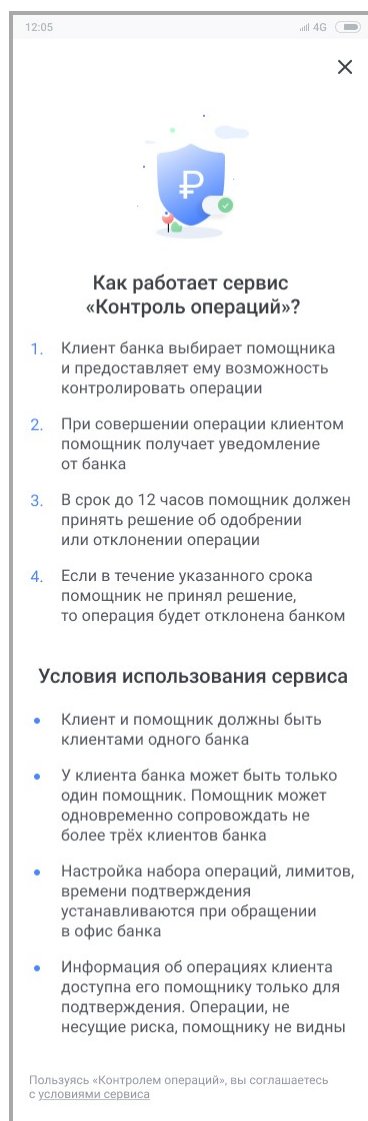 12:05
4G
Как работает сервис
«Контроль операций»?
1. Клиент банка выбирает помощника
и предоставляет ему возможность
контролировать операции
2. При совершении операции клиентом
помощник получает уведомление
от банка
3. В срок до 12 часов помощник должен
принять решение об одобрении
или отклонении операции
4. Если в течение указанного срока
помощник не принял решение,
то операция будет отклонена банком
Условия использования сервиса
• Клиент и помощник должны быть
клиентами одного банка
• У клиента банка может быть только
один помощник. Помощник может
одновременно сопровождать не
более трёх клиентов банка
• Настройка набора операций, лимитов,
времени подтверждения
устанавливаются при обращении
в офис банка
• Информация об операциях клиента
доступна его помощнику только для
подтверждения. Операции, не
несущие риска, помощнику не видны
Пользуясь «Контролем операций», вы соглашаетесь
с условиями сервиса